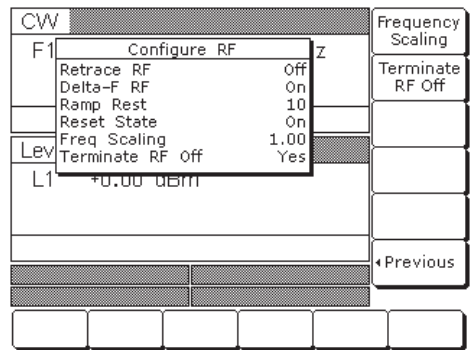 CW
F1 z
Configure RF
Retrace RF Off
Delta-F RF On
Ramp Rest 10
Reset State On
Freq Scaling 1.00
Terminate RF Off Yes
Lev
L1 +0.00 dBm
Frequency
Scaling
Terminate
RF Off
Previous